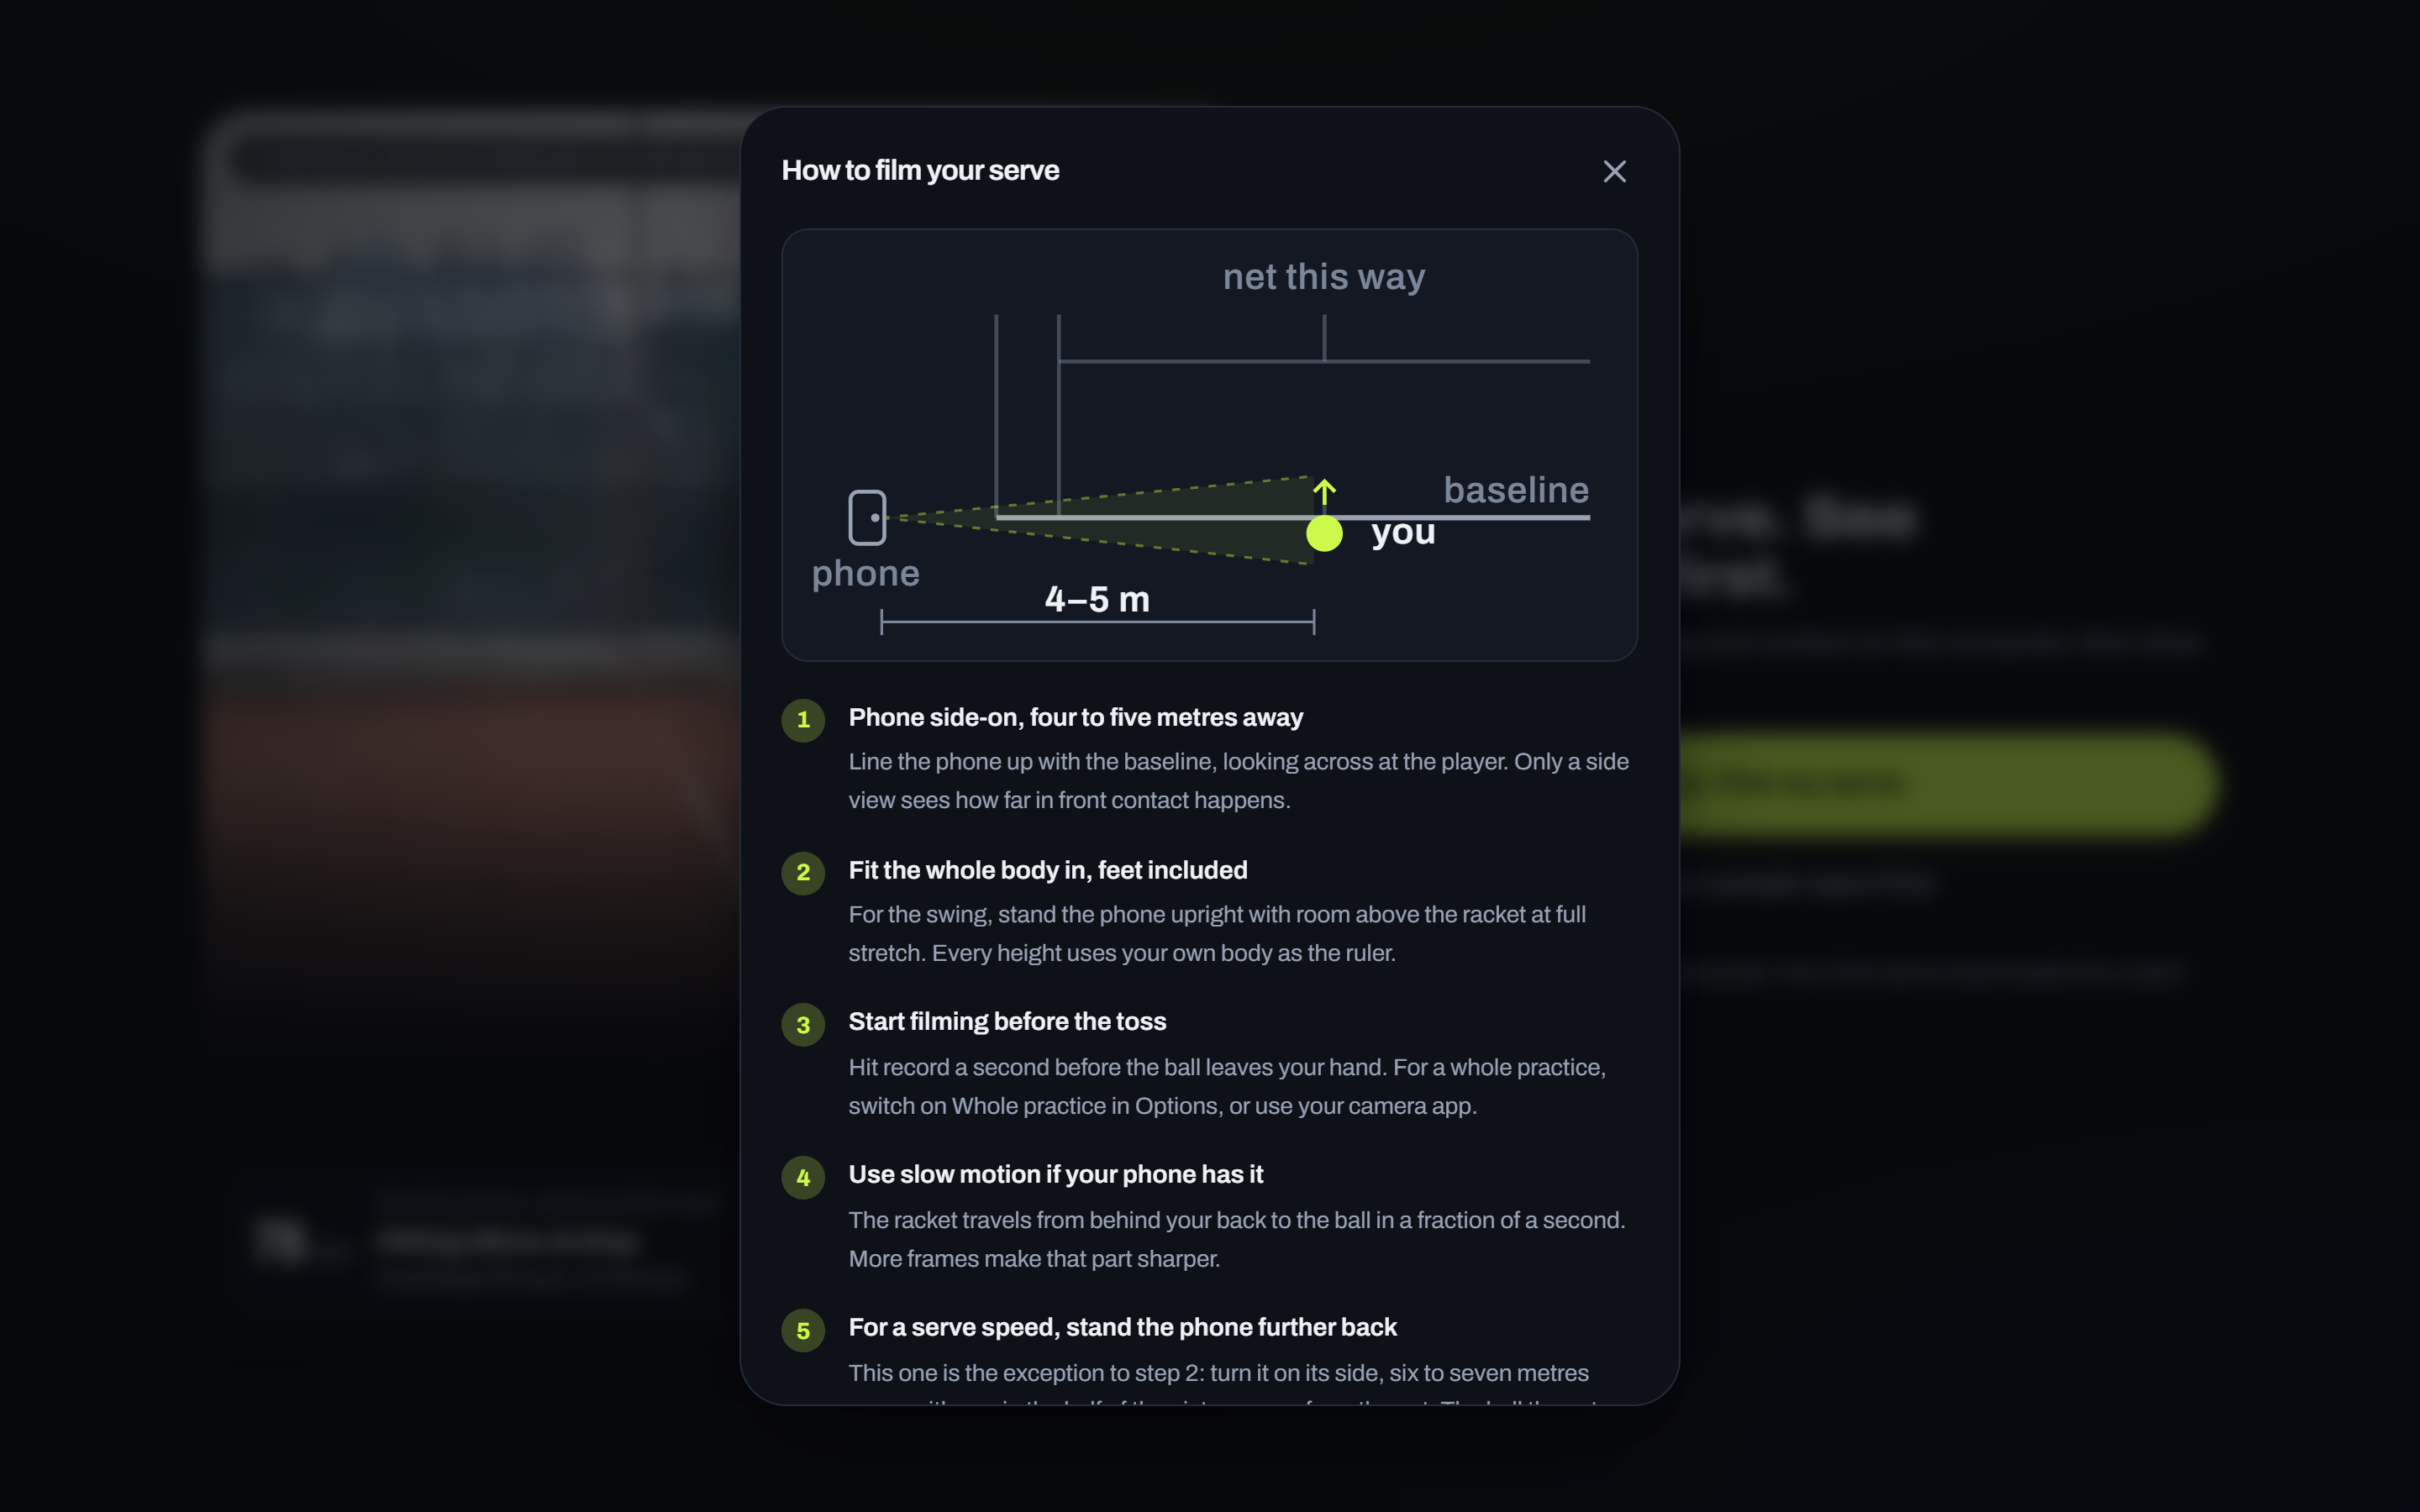 How to film your serve
net this way
baseline
you
phone
4–5 m
1
Phone side-on, four to five metres away
Line the phone up with the baseline, looking across at the player. Only a side
view sees how far in front contact happens.
2
Fit the whole body in, feet included
For the swing, stand the phone upright with room above the racket at full
stretch. Every height uses your own body as the ruler.
3
Start filming before the toss
Hit record a second before the ball leaves your hand. For a whole practice,
switch on Whole practice in Options, or use your camera app.
4
Use slow motion if your phone has it
The racket travels from behind your back to the ball in a fraction of a second.
More frames make that part sharper.
5
For a serve speed, stand the phone further back
This one is the exception to step 2: turn it on its side, six to seven metres
rve. See
first.